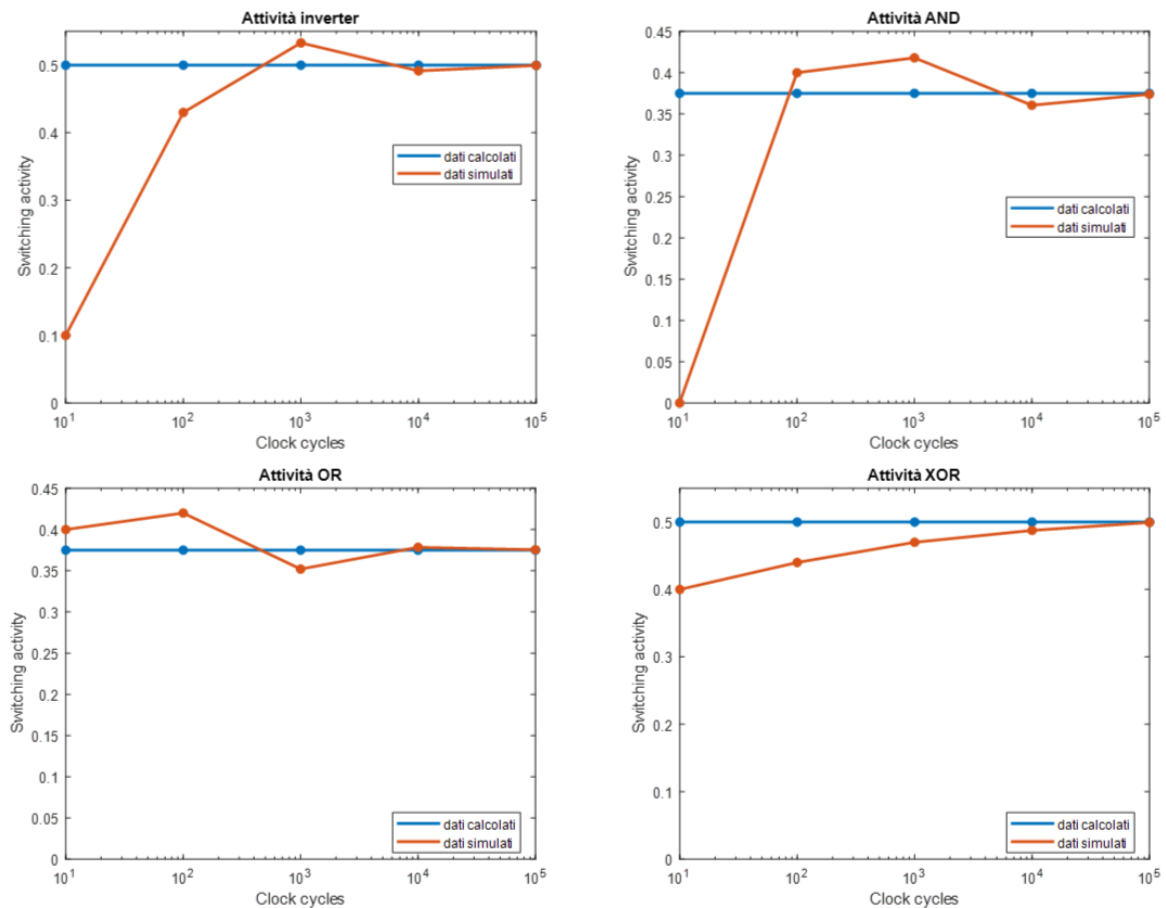 Attività inverter
Switching activity
0.5
0.4
0.3
0.2
0.1
0
dati calcolati
dati simulati
10^1 10^2 10^3 10^4 10^5
Clock cycles
Attività AND
Switching activity
0.45
0.4
0.35
0.3
0.25
0.2
0.15
0.1
0.05
0
dati calcolati
dati simulati
10^1 10^2 10^3 10^4 10^5
Clock cycles
Attività OR
Switching activity
0.45
0.4
0.35
0.3
0.25
0.2
0.15
0.1
0.05
0
dati calcolati
dati simulati
10^1 10^2 10^3 10^4 10^5
Clock cycles
Attività XOR
Switching activity
0.5
0.4
0.3
0.2
0.1
0
dati calcolati
dati simulati
10^1 10^2 10^3 10^4 10^5
Clock cycles